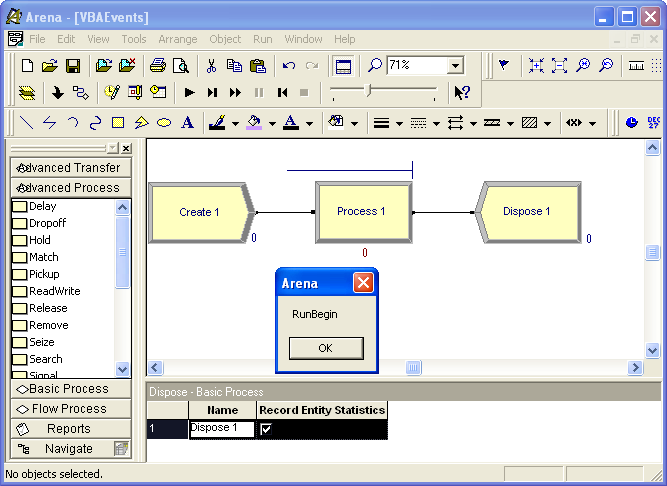 Arena - [VBAEvents]
File Edit View Tools Arrange Object Run Window Help
71%
A A
DEC
27
Advanced Transfer
Advanced Process
Delay
Dropoff
Hold
Match
Pickup
ReadWrite
Release
Remove
Seize
Search
Signal
Basic Process
Flow Process
Reports
Navigate
Create 1
0
Process 1
0
Dispose 1
0
Arena
RunBegin
OK
Dispose - Basic Process
Name Record Entity Statistics
1 Dispose 1
No objects selected.